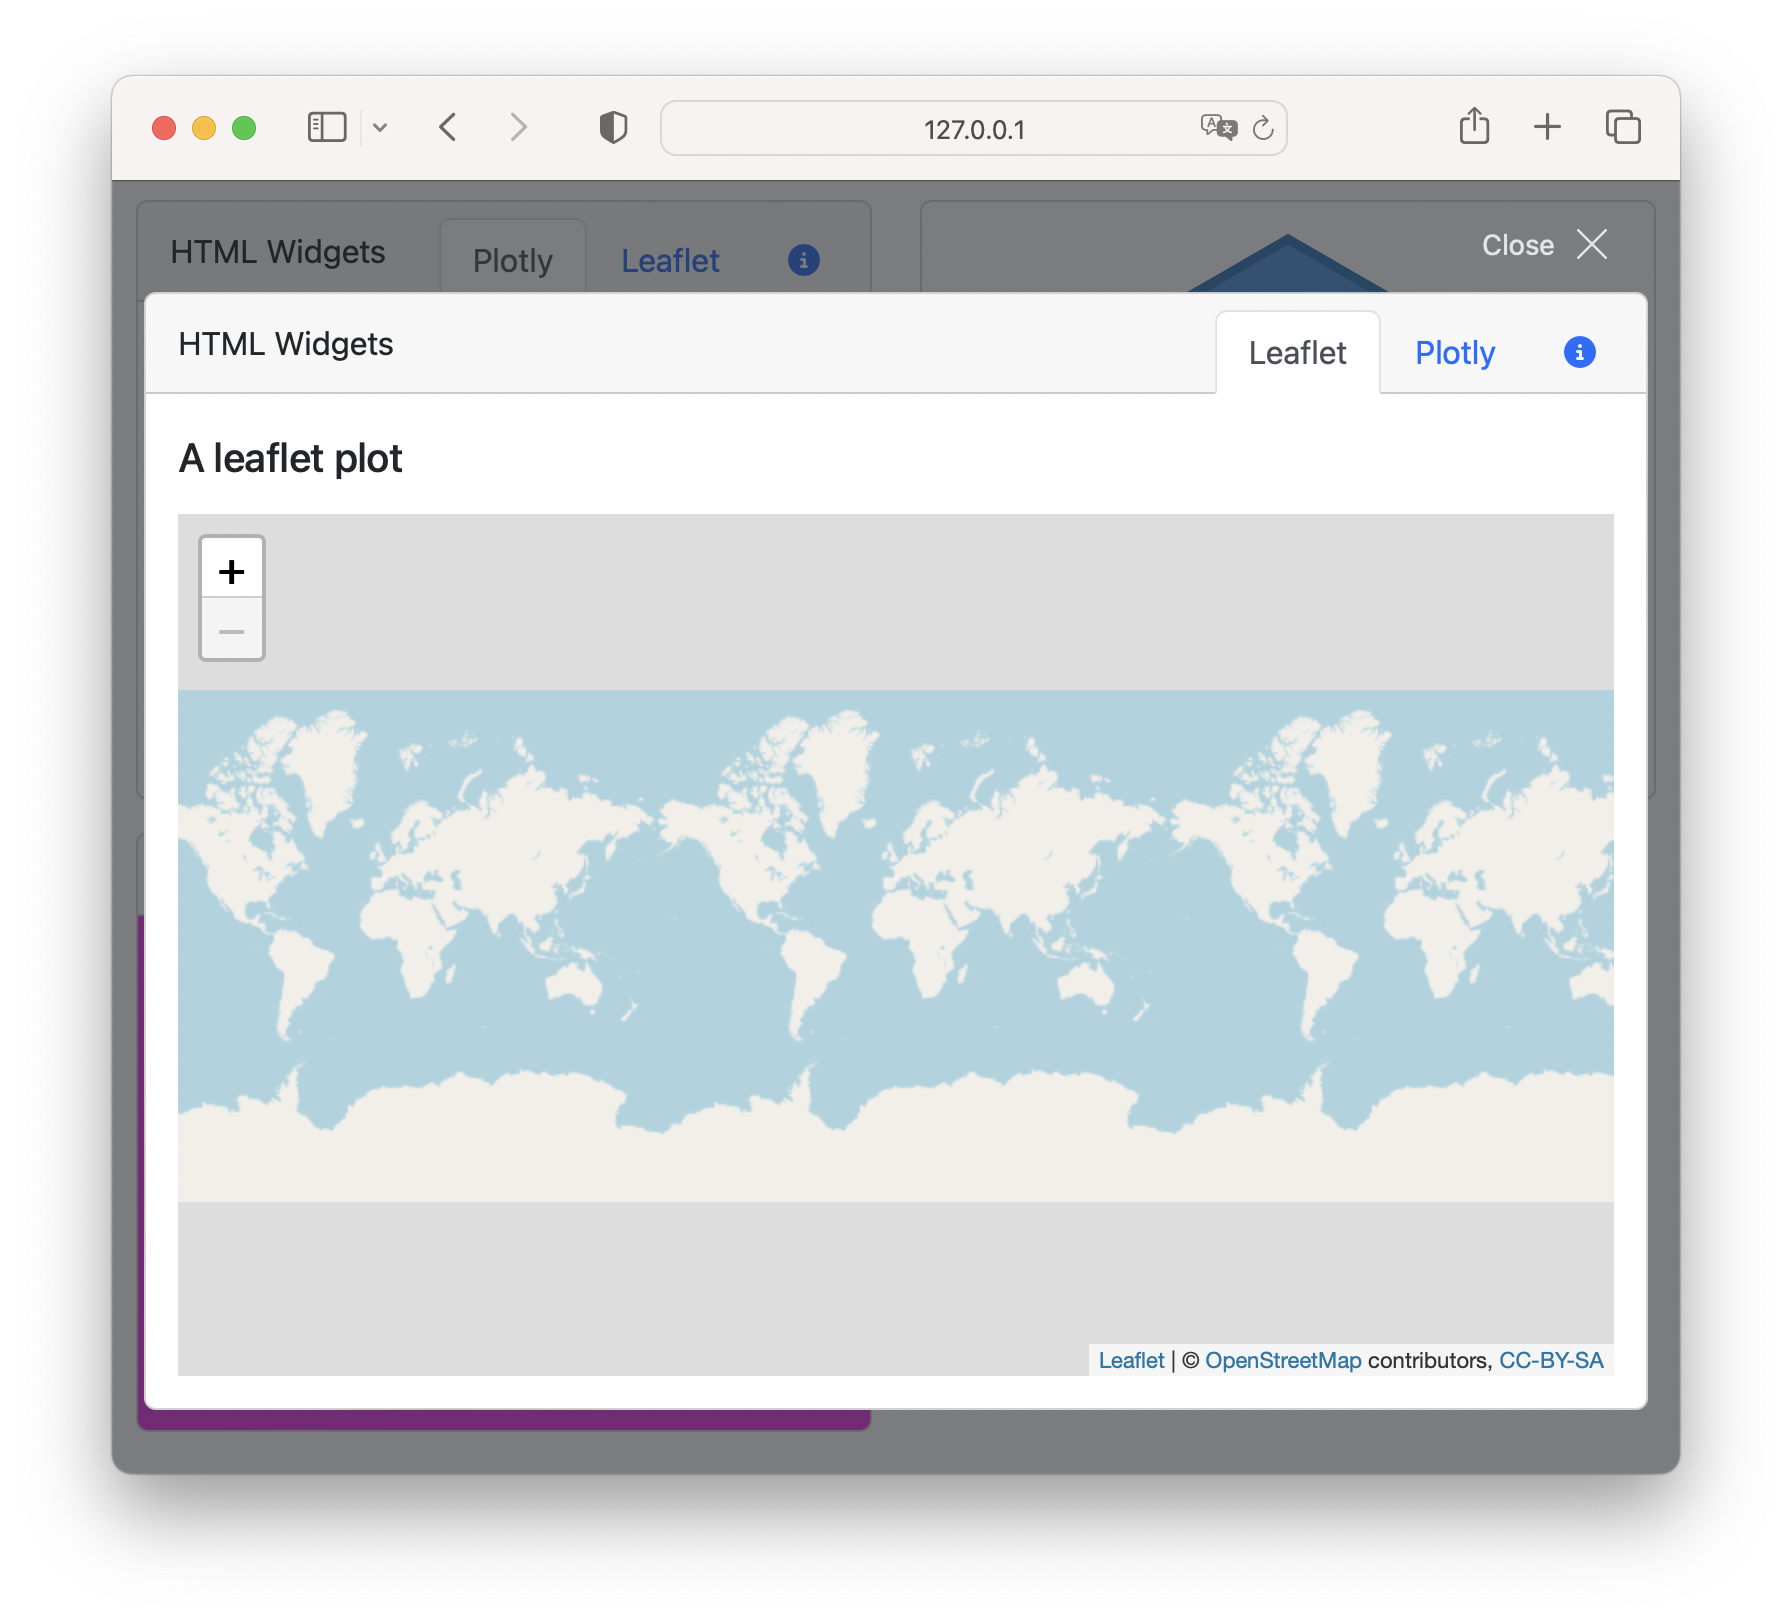 127.0.0.1
HTML Widgets Plotly Leaflet
Close
HTML Widgets Leaflet Plotly
A leaflet plot
+
−
Leaflet | © OpenStreetMap contributors, CC-BY-SA